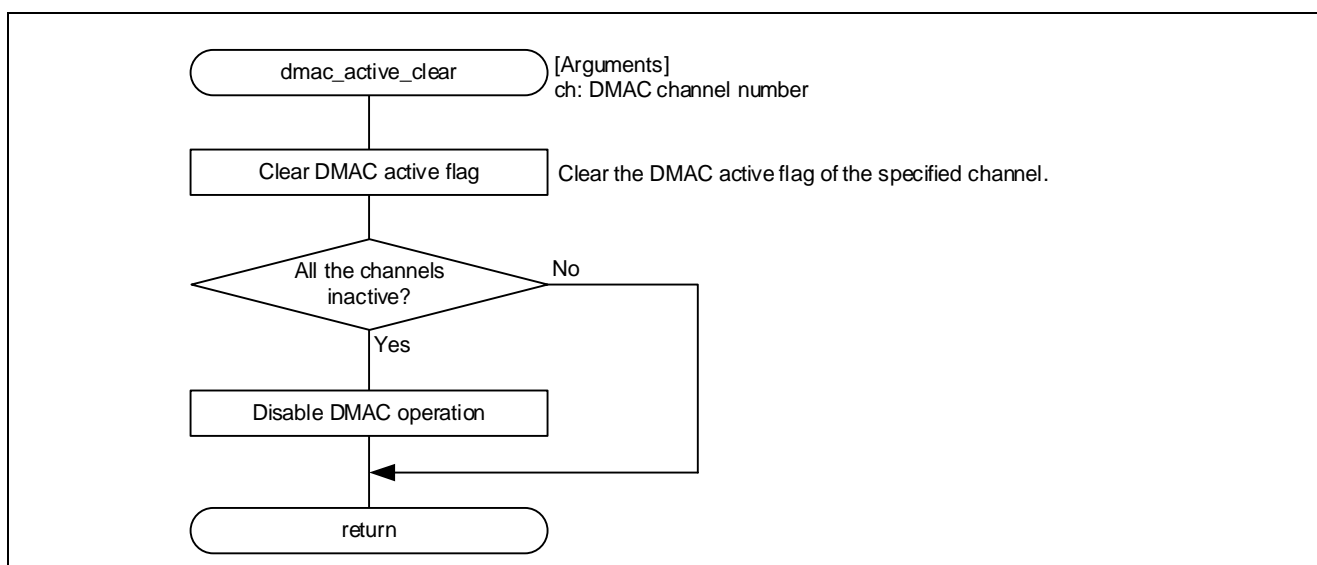 dmac_active_clear
[Arguments]
ch: DMAC channel number
Clear DMAC active flag
Clear the DMAC active flag of the specified channel.
All the channels
inactive?
No
Yes
Disable DMAC operation
return